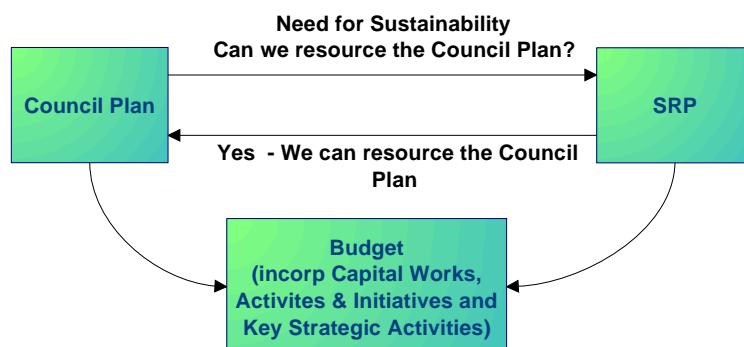 Need for Sustainability
Can we resource the Council Plan?
Council Plan
SRP
Yes - We can resource the Council
Plan
Budget
(incorp Capital Works,
Activites & Initiatives and
Key Strategic Activities)